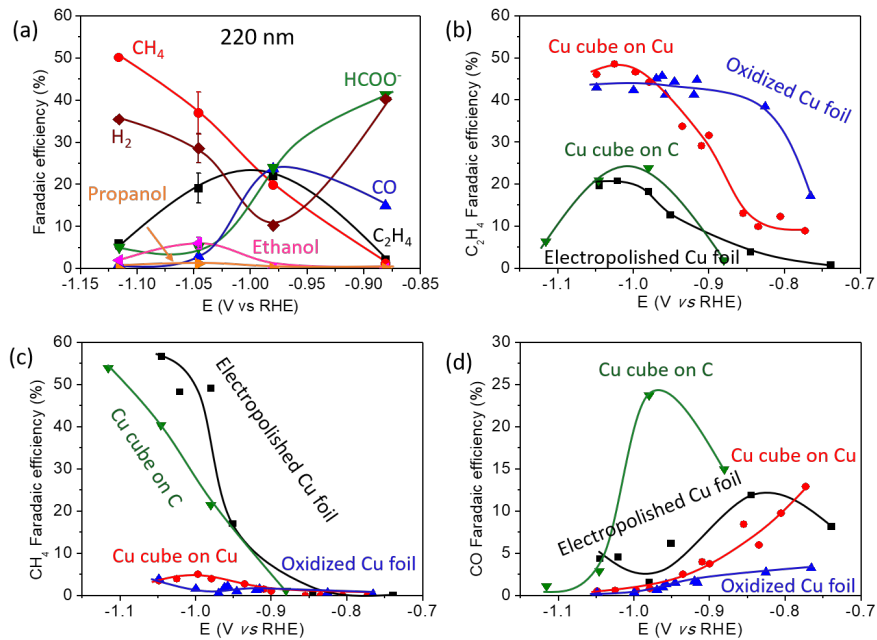 (a)
220 nm
CH₄
HCOO⁻
H₂
Propanol
CO
C₂H₄
Ethanol
Faradaic efficiency (%)
60
50
40
30
20
10
0
-1.15
-1.10
-1.05
-1.00
-0.95
-0.90
-0.85
E (V vs RHE)
(b)
Cu cube on Cu
Oxidized Cu foil
Cu cube on C
Electropolished Cu foil
C₂H₄ Faradaic efficiency (%)
60
50
40
30
20
10
0
-1.1
-1.0
-0.9
-0.8
-0.7
E (V vs RHE)
(c)
Electropolished Cu foil
Cu cube on C
Cu cube on Cu
Oxidized Cu foil
CH₄ Faradaic efficiency (%)
60
50
40
30
20
10
0
-1.1
-1.0
-0.9
-0.8
-0.7
E (V vs RHE)
(d)
Cu cube on C
Cu cube on Cu
Electropolished Cu foil
Oxidized Cu foil
CO Faradaic efficiency (%)
30
25
20
15
10
5
0
-1.1
-1.0
-0.9
-0.8
-0.7
E (V vs RHE)